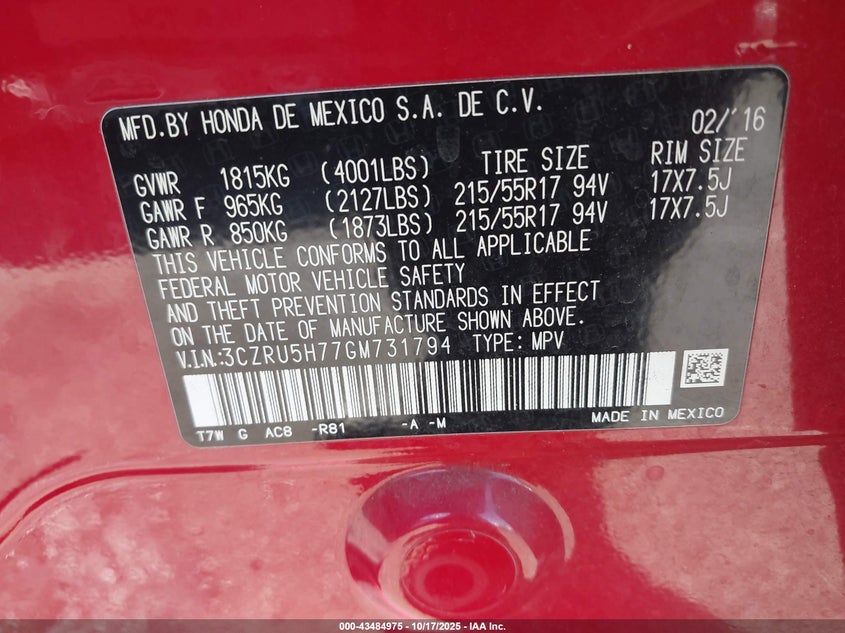 MFD.BY HONDA DE MEXICO S.A. DE C.V.
02/'16
GVWR 1815KG (4001LBS) TIRE SIZE RIM SIZE
GAWR F 965KG (2127LBS) 215/55R17 94V 17X7.5J
GAWR R 850KG (1873LBS) 215/55R17 94V 17X7.5J
THIS VEHICLE CONFORMS TO ALL APPLICABLE
FEDERAL MOTOR VEHICLE SAFETY
AND THEFT PREVENTION STANDARDS IN EFFECT
ON THE DATE OF MANUFACTURE SHOWN ABOVE.
V.I.N.:3CZRU5H77GM731794 TYPE: MPV
T7W G AC8 -R81 -A -M
MADE IN MEXICO
000-43484975 - 10/17/2025 - IAA Inc.